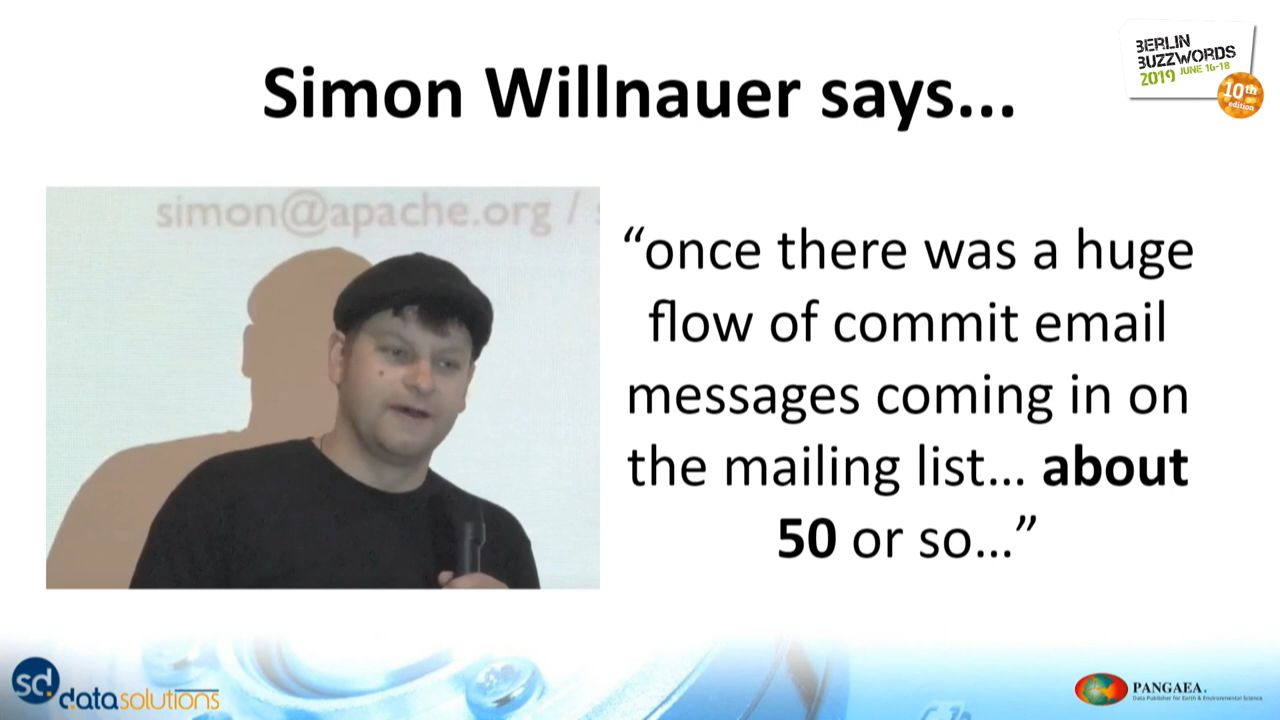 BERLIN
BUZZWORDS
2019 JUNE 16-18
10th
edition
Simon Willnauer says...
simon@apache.org /
“once there was a huge
flow of commit email
messages coming in on
the mailing list... about
50 or so...”
sd.
datasolutions
PANGAEA.
Data Publisher for Earth & Environmental Science